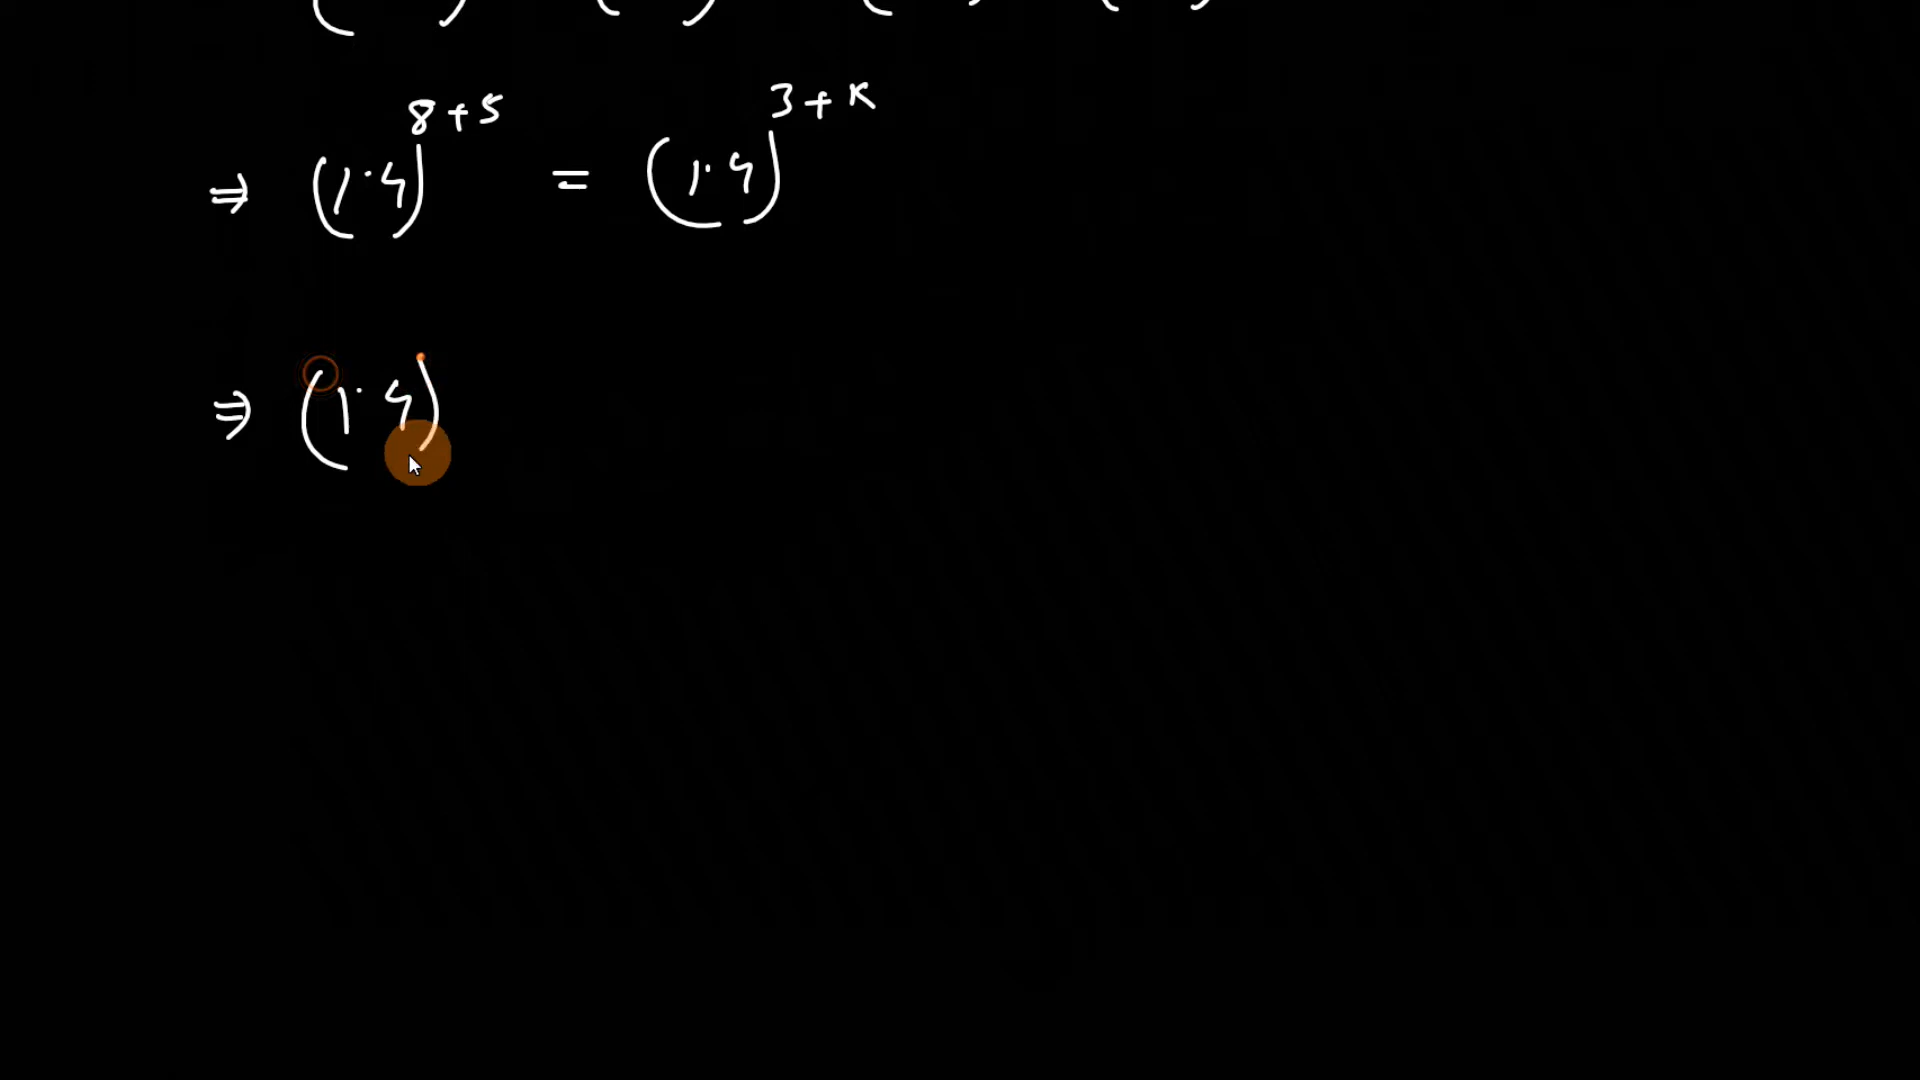 ⇒ (1.4)^{8+5} = (1.4)^{3+k}
⇒ (1.4)